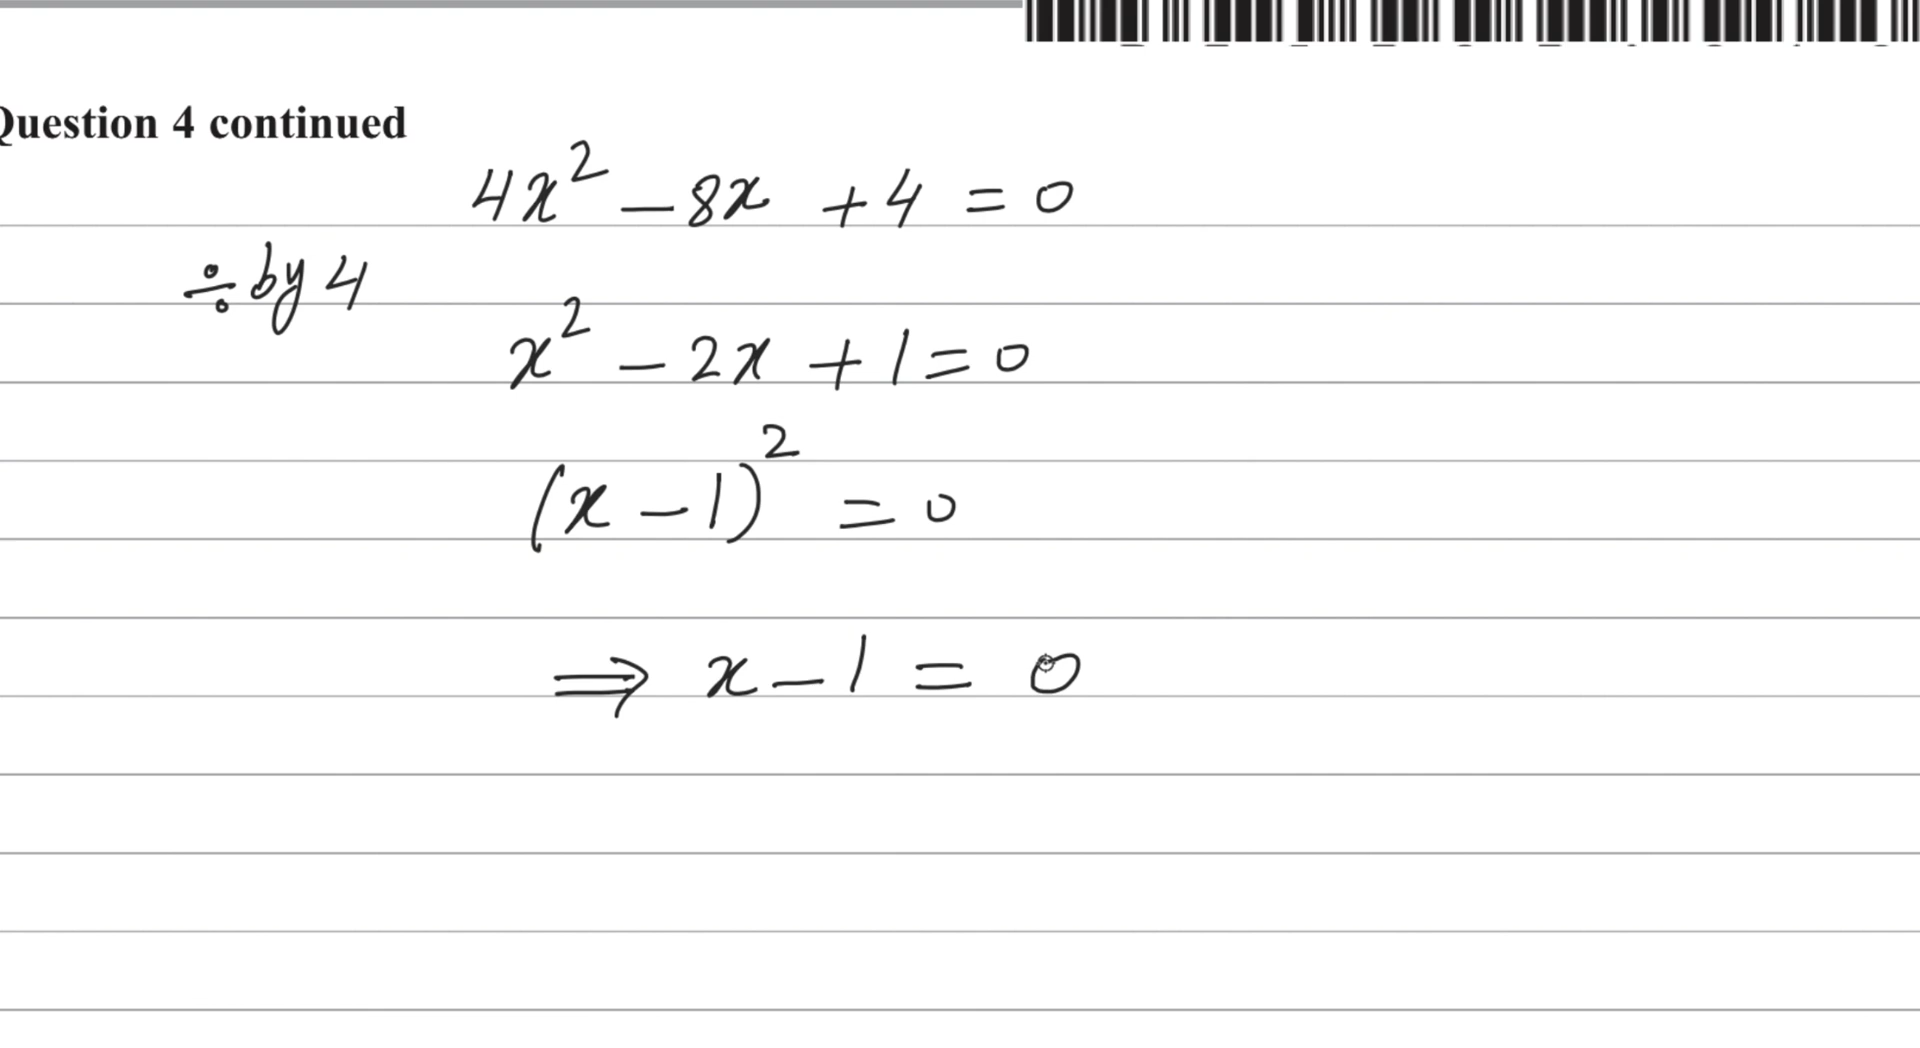 Question 4 continued
4x² - 8x + 4 = 0
÷ by 4
x² - 2x + 1 = 0
(x - 1)² = 0
⇒ x - 1 = 0